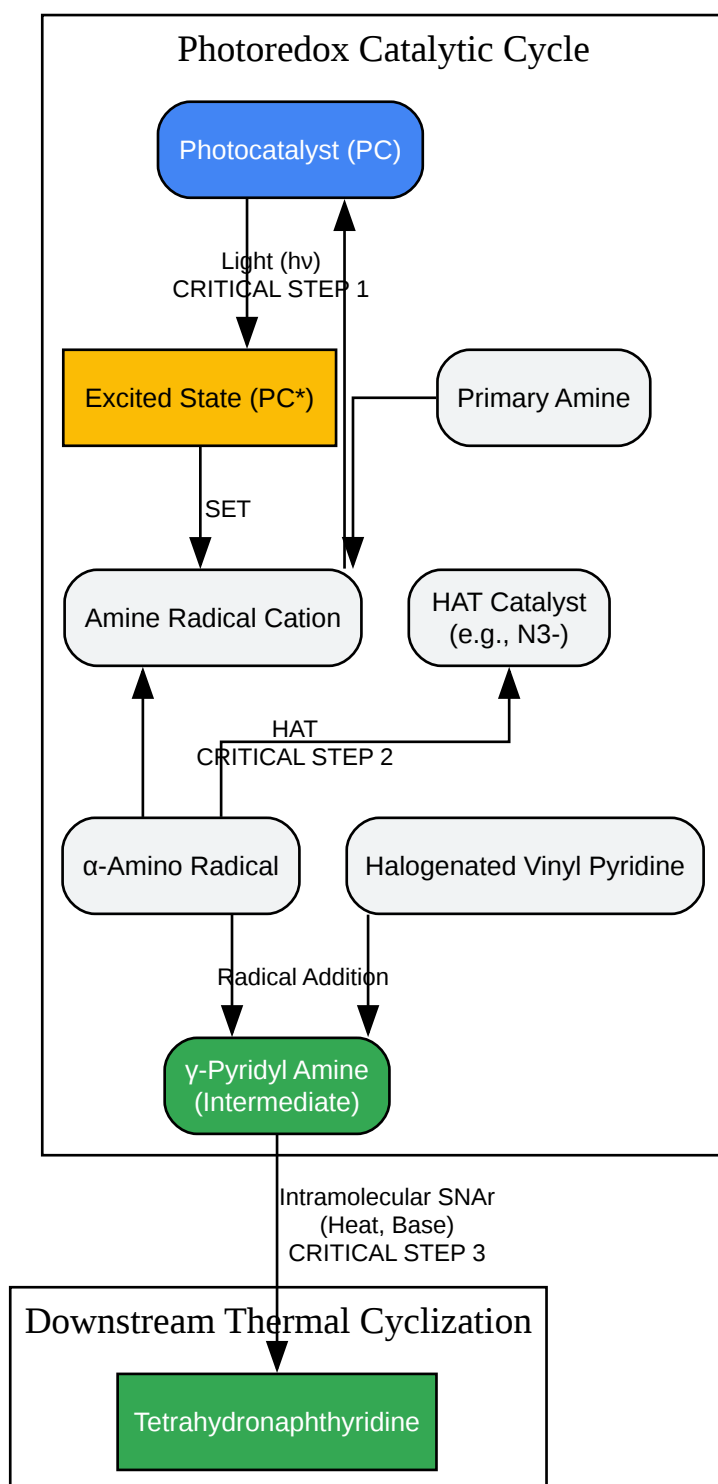 Photoredox Catalytic Cycle
Photocatalyst (PC)
Light (hν)
CRITICAL STEP 1
Excited State (PC*)
Primary Amine
SET
Amine Radical Cation
HAT Catalyst
(e.g., N3-)
HAT
CRITICAL STEP 2
α-Amino Radical
Halogenated Vinyl Pyridine
Radical Addition
γ-Pyridyl Amine
(Intermediate)
Intramolecular SNAr
(Heat, Base)
CRITICAL STEP 3
Downstream Thermal Cyclization
Tetrahydronaphthyridine